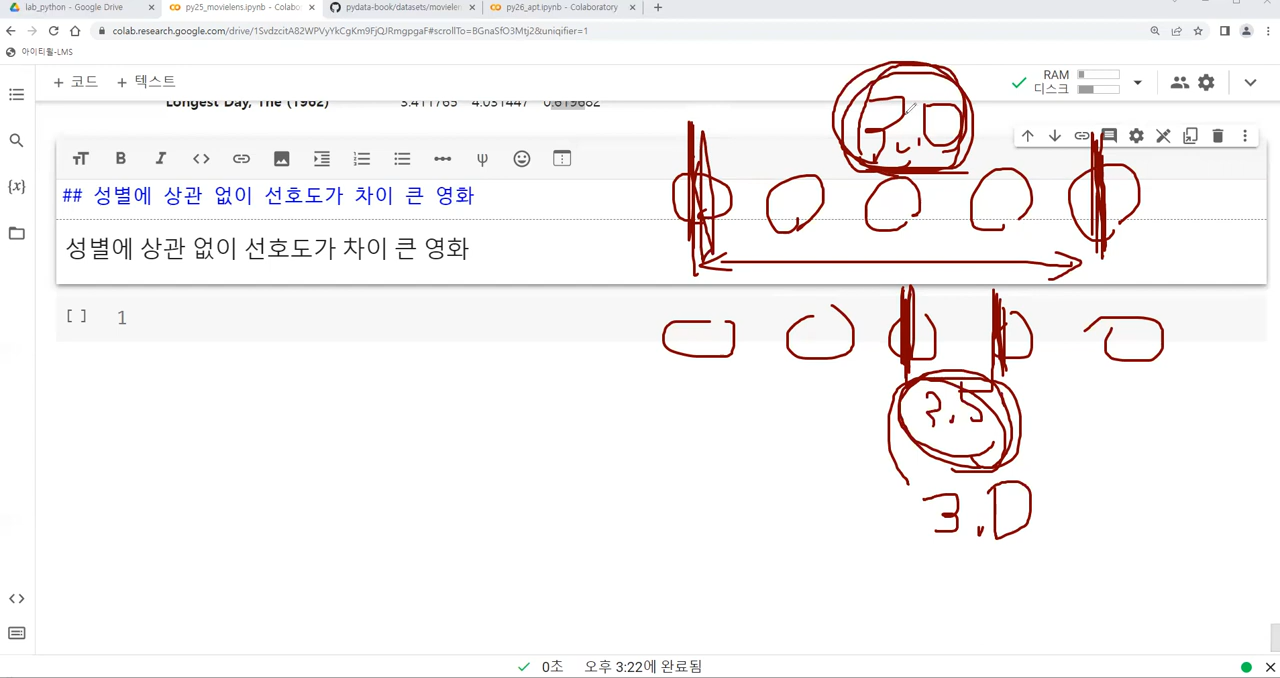 lab_python - Google Drive
py25_movielens.ipynb - Colabo
pydata-book/datasets/movielen
py26_apt.ipynb - Colaboratory
colab.research.google.com/drive/1SvdzcitA82WPVyYkCgKm9FjQJRmgpgaF#scrollTo=BGnaSfO3Mtj2&uniqifier=1
아이티윌-LMS
+ 코드 + 텍스트
RAM
디스크
Longest Day, The (1962) 3.411765 4.031447 0.619682
## 성별에 상관 없이 선호도가 차이 큰 영화
성별에 상관 없이 선호도가 차이 큰 영화
[ ] 1
3.0
0초 오후 3:22에 완료됨